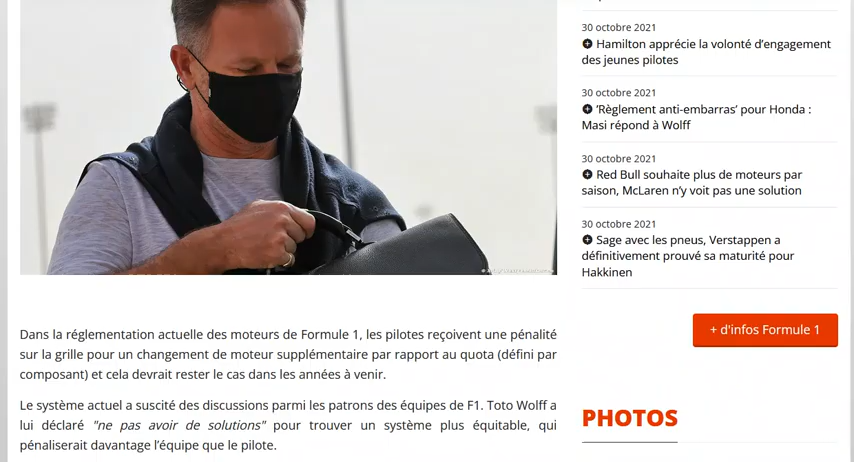 Dans la réglementation actuelle des moteurs de Formule 1, les pilotes reçoivent une pénalité
sur la grille pour un changement de moteur supplémentaire par rapport au quota (défini par
composant) et cela devrait rester le cas dans les années à venir.
Le système actuel a suscité des discussions parmi les patrons des équipes de F1. Toto Wolff a
lui déclaré "ne pas avoir de solutions" pour trouver un système plus équitable, qui
pénaliserait davantage l'équipe que le pilote.
30 octobre 2021
Hamilton apprécie la volonté d'engagement
des jeunes pilotes
30 octobre 2021
'Règlement anti-embarras' pour Honda :
Masi répond à Wolff
30 octobre 2021
Red Bull souhaite plus de moteurs par
saison, McLaren n'y voit pas une solution
30 octobre 2021
Sage avec les pneus, Verstappen a
définitivement prouvé sa maturité pour
Hakkinen
+ d'infos Formule 1
PHOTOS